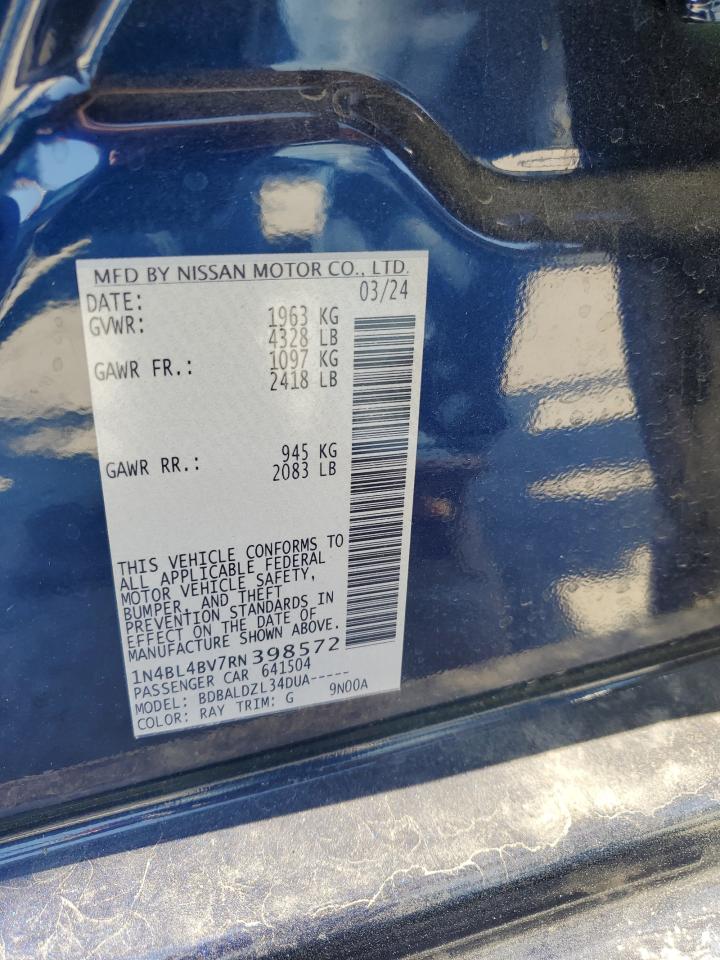 MFD BY NISSAN MOTOR CO., LTD.
DATE: 03/24
GVWR: 1963 KG
4328 LB
GAWR FR.: 1097 KG
2418 LB
GAWR RR.: 945 KG
2083 LB
THIS VEHICLE CONFORMS TO
ALL APPLICABLE FEDERAL
MOTOR VEHICLE SAFETY,
BUMPER, AND THEFT
PREVENTION STANDARDS IN
EFFECT ON THE DATE OF
MANUFACTURE SHOWN ABOVE.
1N4BL4BV7RN398572
PASSENGER CAR 641504
MODEL: BDBALDZL34DUA-----
COLOR: RAY TRIM: G 9N00A